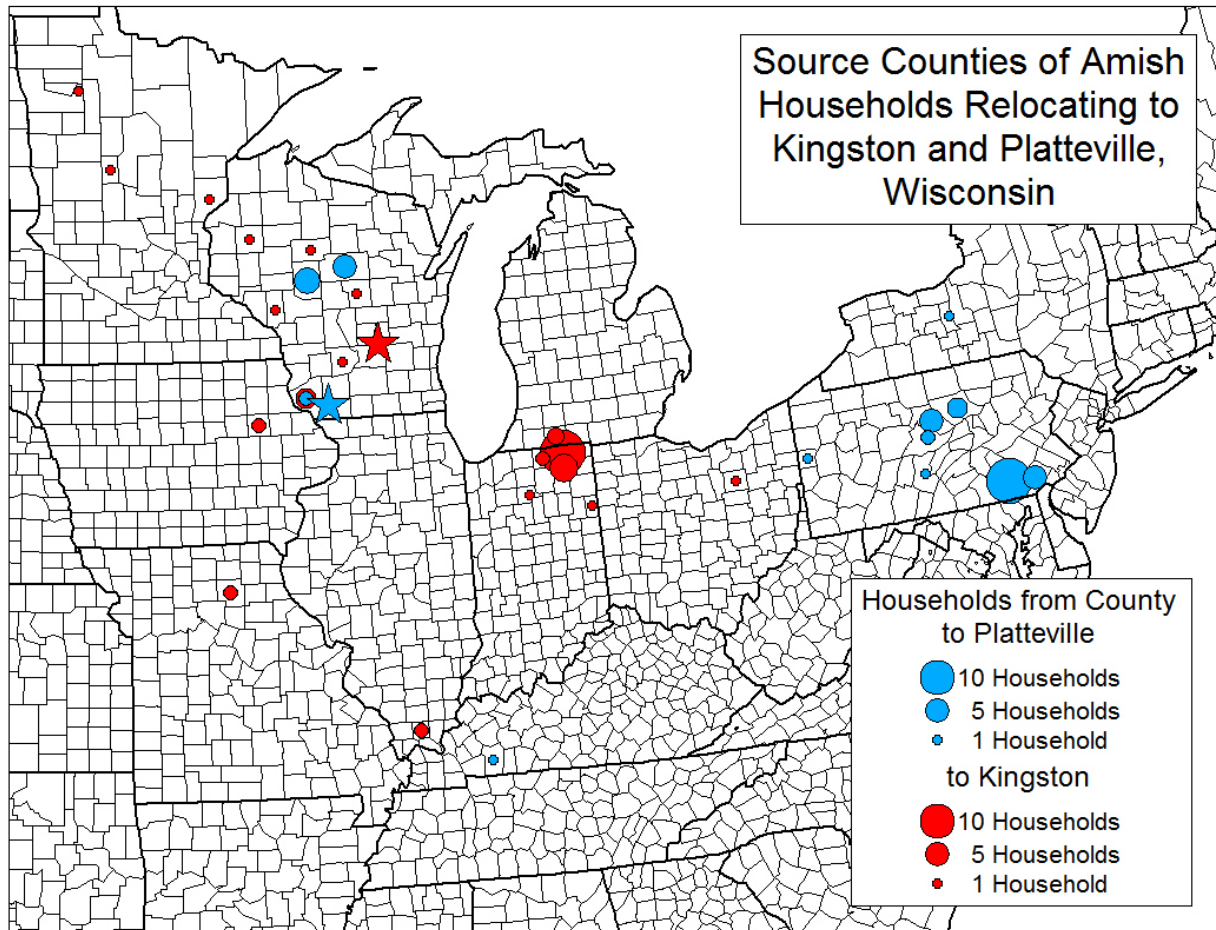 Source Counties of Amish
Households Relocating to
Kingston and Platteville,
Wisconsin
Households from County
to Platteville
10 Households
5 Households
1 Household
to Kingston
10 Households
5 Households
1 Household